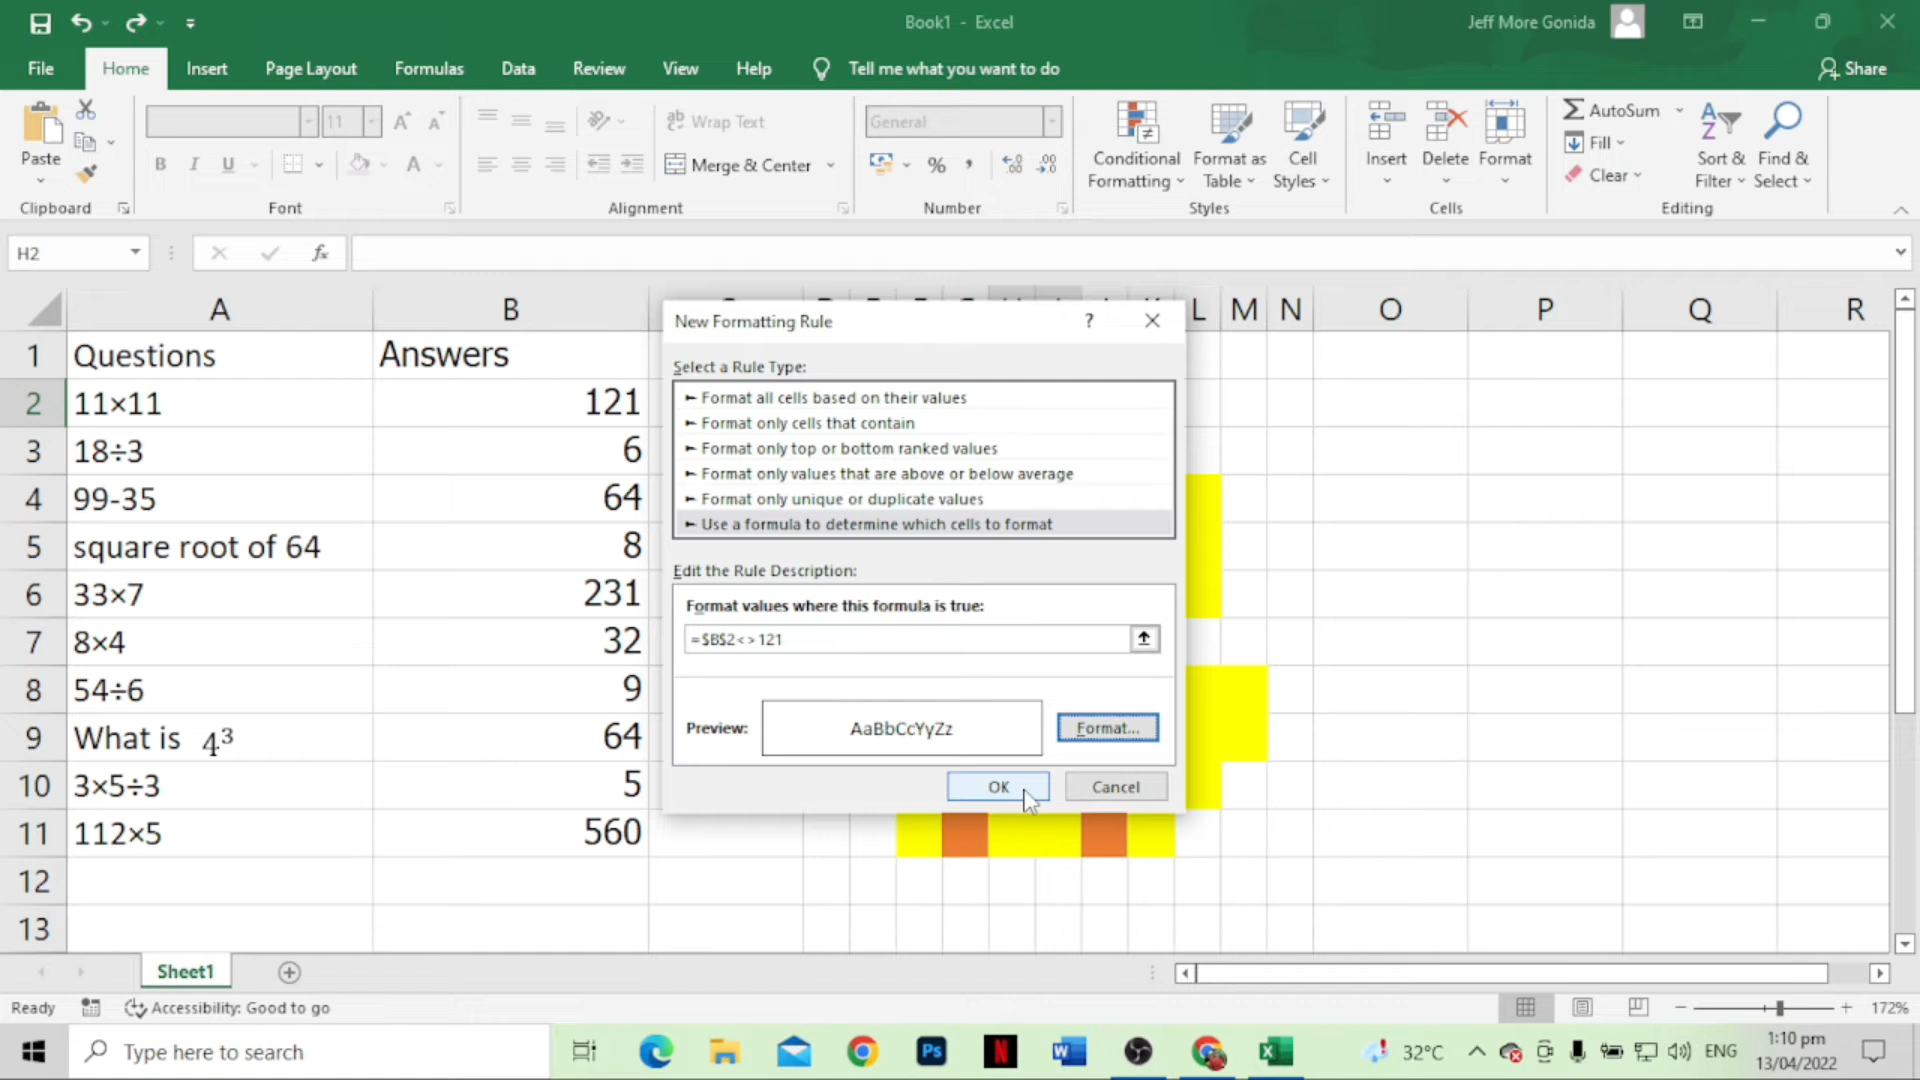 Book1 - Excel
Jeff More Gonida
File Home Insert Page Layout Formulas Data Review View Help Tell me what you want to do Share
Paste
11
Wrap Text
General
Conditional Formatting
Format as Table
Cell Styles
Insert
Delete
Format
AutoSum
Fill
Clear
Sort & Filter
Find & Select
B I U A
Merge & Center
% ,
Clipboard Font Alignment Number Styles Cells Editing
H2
fx
A B L M N O P Q R
New Formatting Rule ? ×
1 Questions Answers
2 11×11 121
3 18÷3 6
4 99-35 64
5 square root of 64 8
6 33×7 231
7 8×4 32
8 54÷6 9
9 What is 4³ 64
10 3×5÷3 5
11 112×5 560
12
13
Select a Rule Type:
► Format all cells based on their values
► Format only cells that contain
► Format only top or bottom ranked values
► Format only values that are above or below average
► Format only unique or duplicate values
► Use a formula to determine which cells to format
Edit the Rule Description:
Format values where this formula is true:
=$B$2<>121
Preview: AaBbCcYyZz Format...
OK Cancel
Sheet1
Ready Accessibility: Good to go 172%
Type here to search
Ps N W X
32°C ENG
1:10 pm
13/04/2022